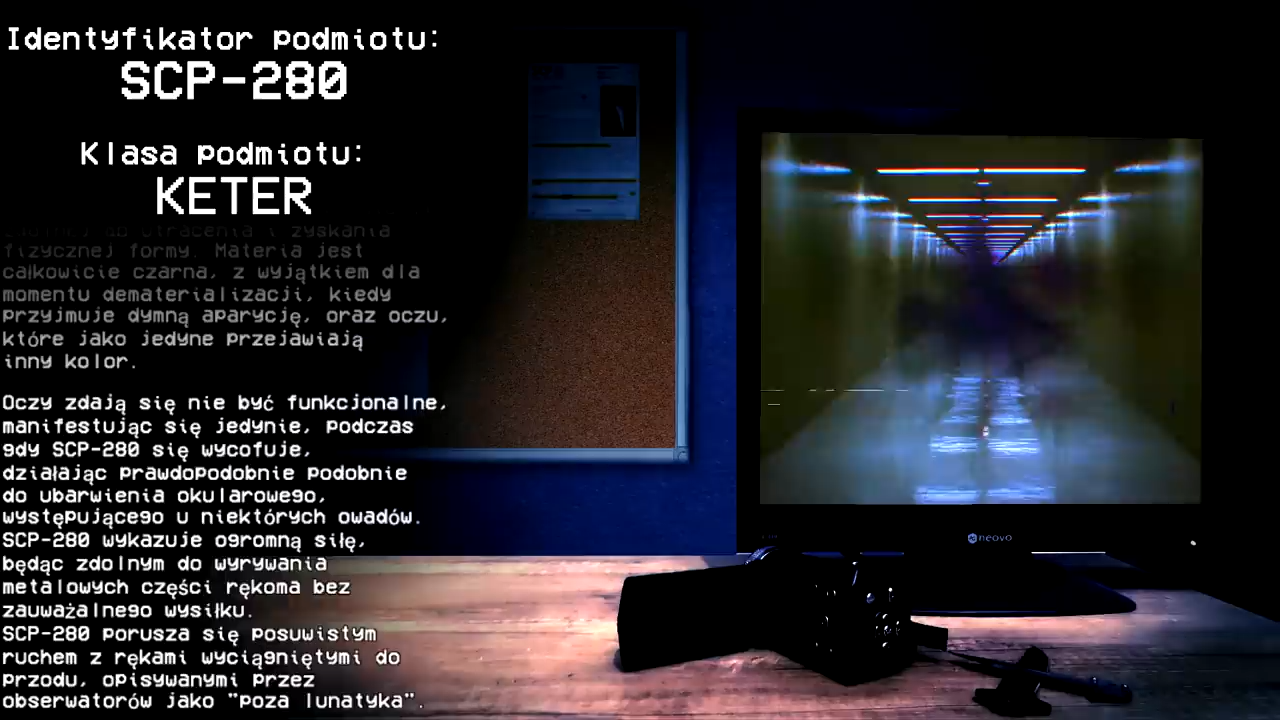 Identyfikator podmiotu:
SCP-280
Klasa podmiotu:
KETER
zdolnej do utracenia i zyskania
fizycznej formy. Materia jest
całkowicie czarna, z wyjątkiem dla
momentu dematerializacji, kiedy
przyjmuje dymną aparycję, oraz oczu,
które jako jedyne przejawiają
inny kolor.
Oczy zdają się nie być funkcjonalne,
manifestując się jedynie, podczas
gdy SCP-280 się wycofuje,
działając prawdopodobnie podobnie
do ubarwienia okularowego,
występującego u niektórych owadów.
SCP-280 wykazuje ogromną siłę,
będąc zdolnym do wyrywania
metalowych części rękoma bez
zauważalnego wysiłku.
SCP-280 porusza się posuwistym
ruchem z rękami wyciągniętymi do
przodu, opisywanymi przez
obserwatorów jako "poza lunatyka".
neovo